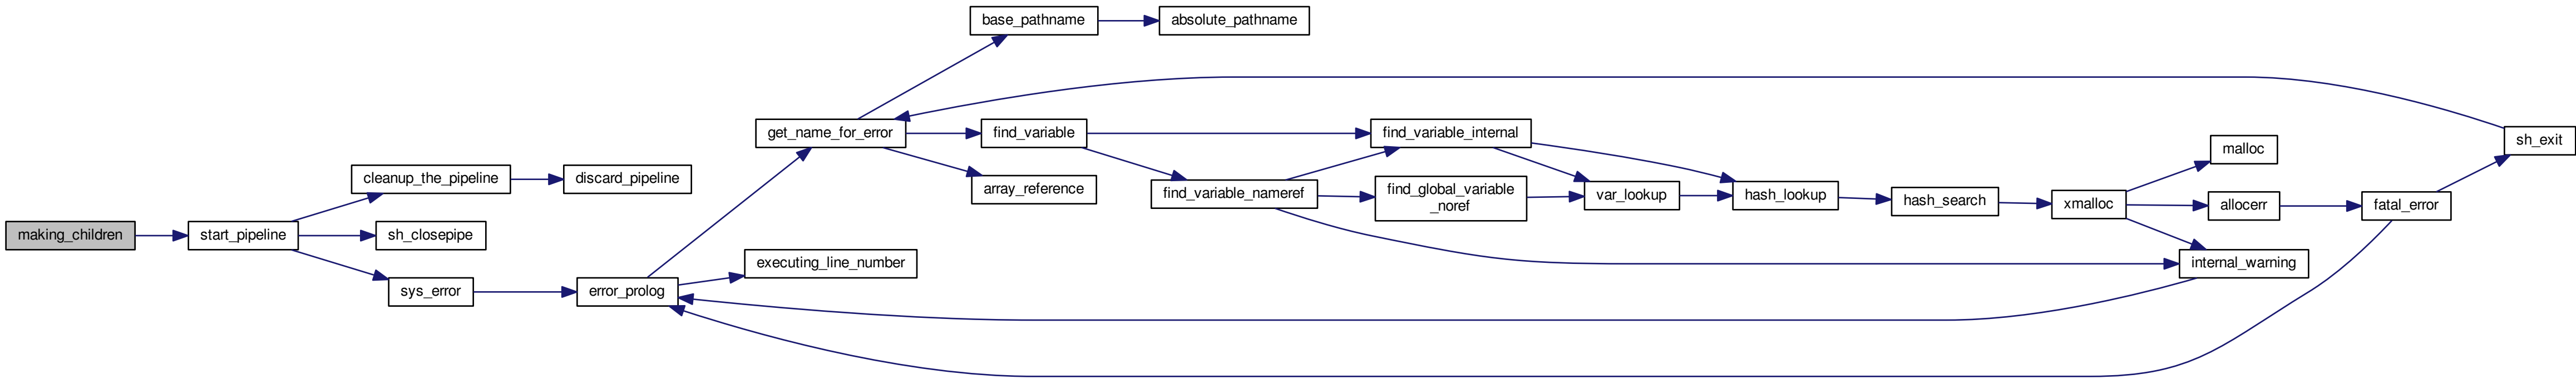 making_children
start_pipeline
cleanup_the_pipeline
discard_pipeline
sh_closepipe
sys_error
error_prolog
get_name_for_error
executing_line_number
base_pathname
absolute_pathname
find_variable
array_reference
find_variable_internal
find_variable_nameref
find_global_variable
_noref
var_lookup
hash_lookup
hash_search
xmalloc
malloc
allocerr
internal_warning
fatal_error
sh_exit